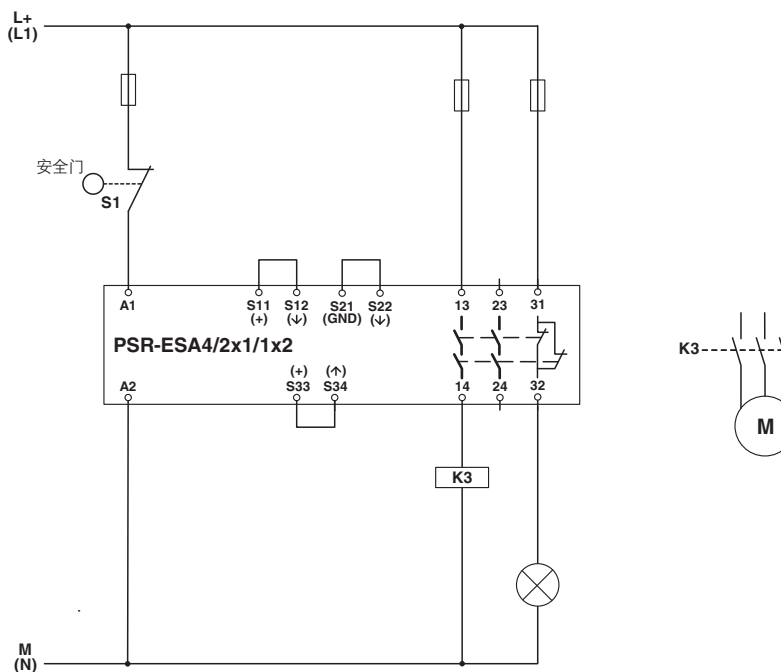 L+
(L1)
安全门
S1
A1
S11
(+)
S12
(↓)
S21
(GND)
S22
(↓)
13
23
31
PSR-ESA4/2x1/1x2
A2
(+)
S33
(↑)
S34
14
24
32
K3
K3
M
M
(N)